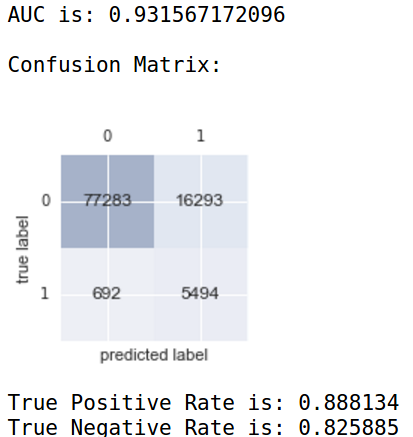 AUC is: 0.931567172096
Confusion Matrix:
0 1
0 77283 16293
true label
1 692 5494
predicted label
True Positive Rate is: 0.888134
True Negative Rate is: 0.825885